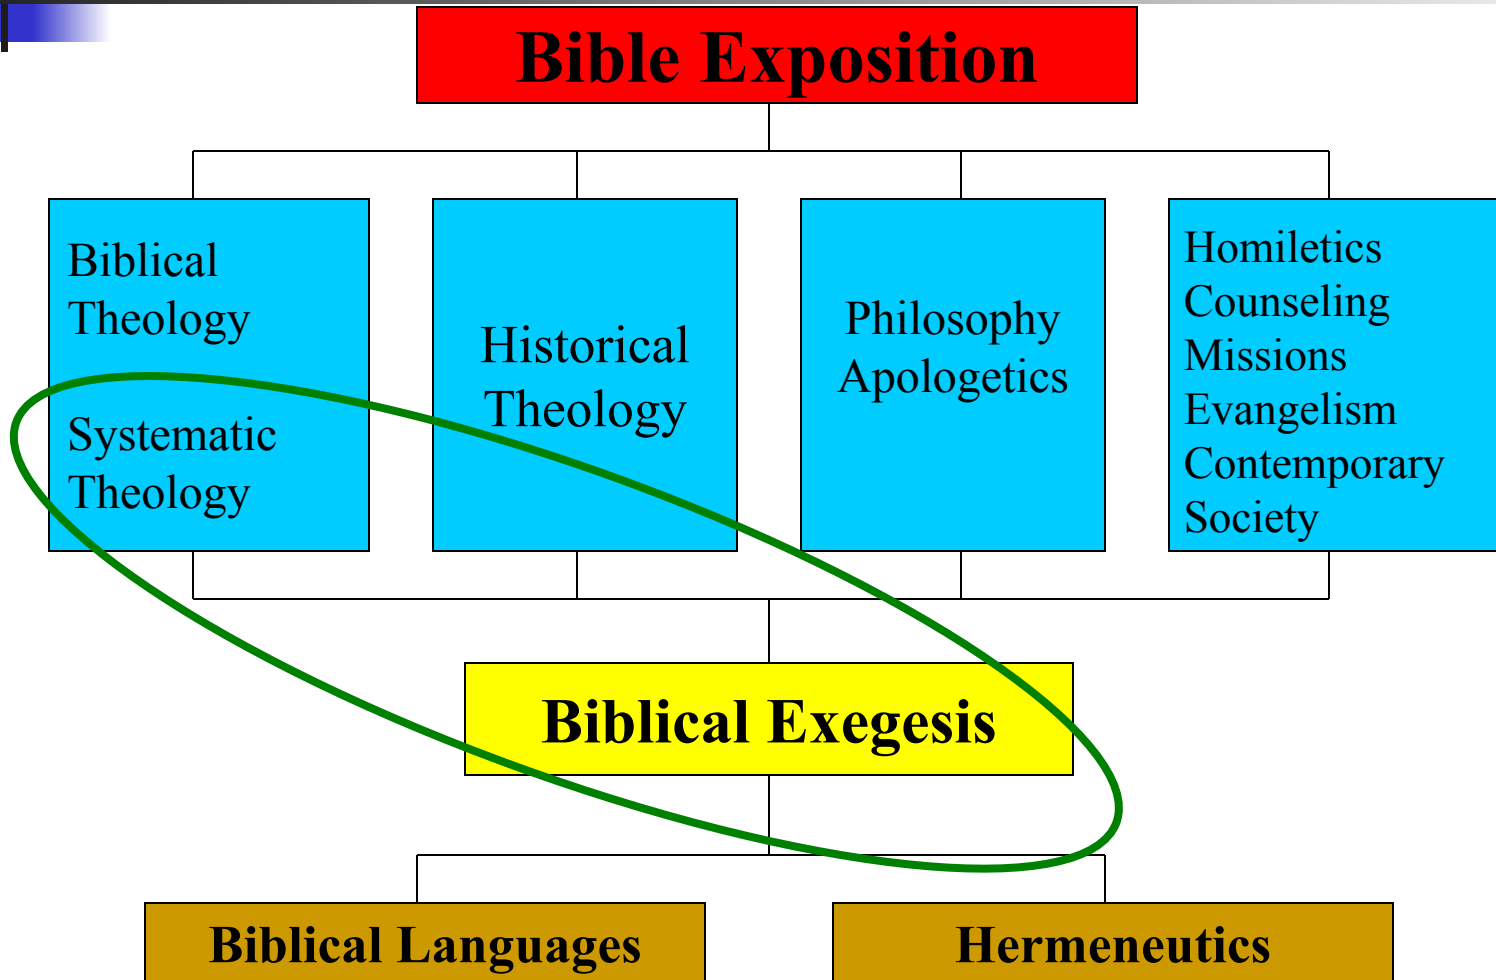 Bible Exposition
Biblical
Theology
Systematic
Theology
Historical
Theology
Philosophy
Apologetics
Homiletics
Counseling
Missions
Evangelism
Contemporary
Society
Biblical Exegesis
Biblical Languages
Hermeneutics